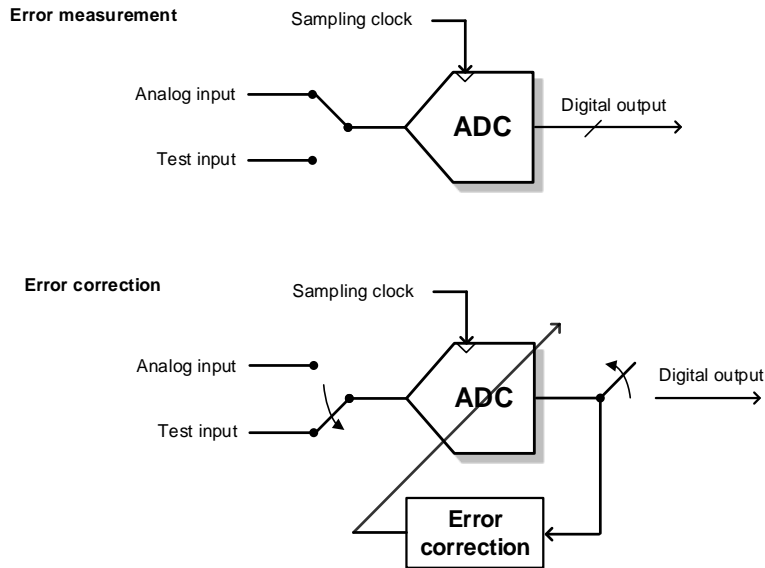 Error measurement
Sampling clock
Analog input
ADC
Digital output
Test input
Error correction
Sampling clock
Analog input
ADC
Digital output
Test input
Error
correction